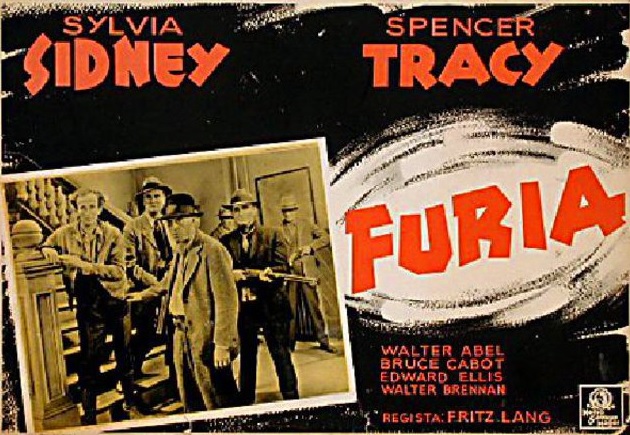 SYLVIA
SIDNEY
SPENCER
TRACY
FURIA
WALTER ABEL
BRUCE CABOT
EDWARD ELLIS
WALTER BRENNAN
REGISTA: FRITZ LANG